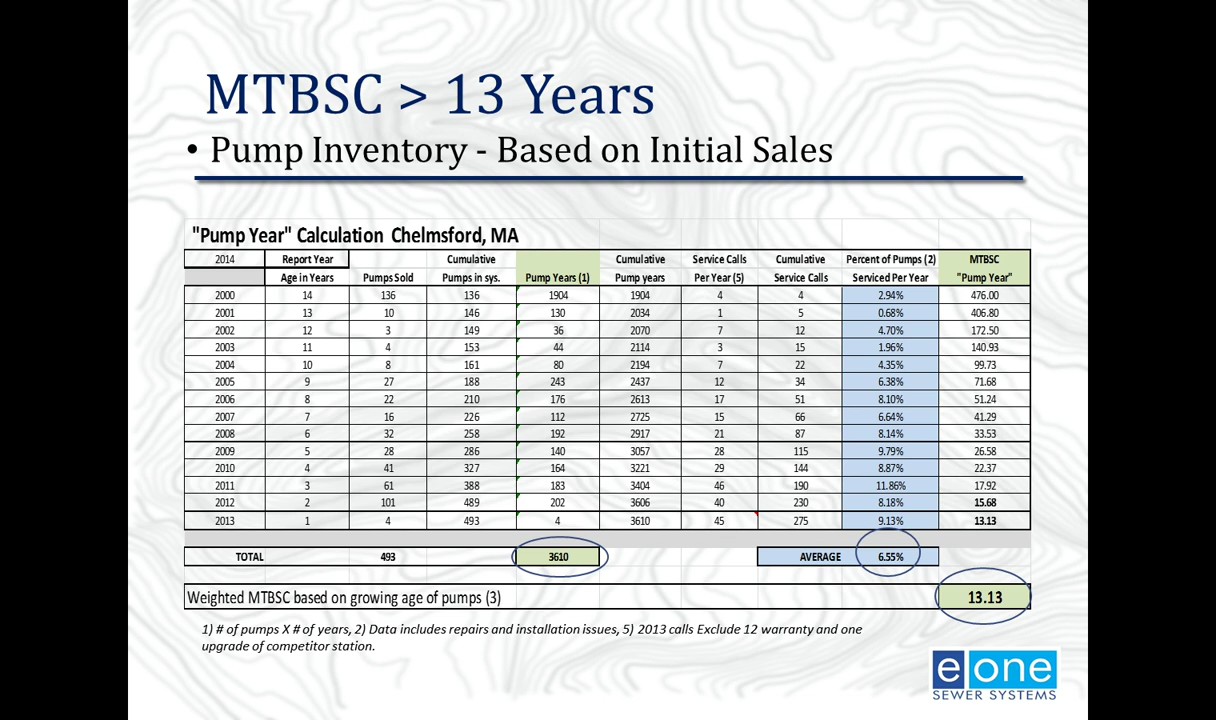 MTBSC > 13 Years
• Pump Inventory - Based on Initial Sales
"Pump Year" Calculation Chelmsford, MA
2014 Report Year Cumulative Cumulative Service Calls Cumulative Percent of Pumps (2) MTBSC
Age in Years Pumps Sold Pumps in sys. Pump Years (1) Pump years Per Year (5) Service Calls Serviced Per Year "Pump Year"
2000 14 136 136 1904 1904 4 4 2.94% 476.00
2001 13 10 146 130 2034 1 5 0.68% 406.80
2002 12 3 149 36 2070 7 12 4.70% 172.50
2003 11 4 153 44 2114 3 15 1.96% 140.93
2004 10 8 161 80 2194 7 22 4.35% 99.73
2005 9 27 188 243 2437 12 34 6.38% 71.68
2006 8 22 210 176 2613 17 51 8.10% 51.24
2007 7 16 226 112 2725 15 66 6.64% 41.29
2008 6 32 258 192 2917 21 87 8.14% 33.53
2009 5 28 286 140 3057 28 115 9.79% 26.58
2010 4 41 327 164 3221 29 144 8.87% 22.37
2011 3 61 388 183 3404 46 190 11.86% 17.92
2012 2 101 489 202 3606 40 230 8.18% 15.68
2013 1 4 493 4 3610 45 275 9.13% 13.13
TOTAL 493 3610 AVERAGE 6.55%
Weighted MTBSC based on growing age of pumps (3) 13.13
1) # of pumps X # of years, 2) Data includes repairs and installation issues, 5) 2013 calls Exclude 12 warranty and one
upgrade of competitor station.
e one
SEWER SYSTEMS